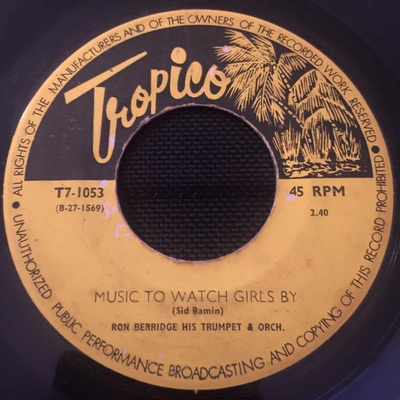 ALL RIGHTS OF THE MANUFACTURERS AND OF THE OWNERS OF THE RECORDED WORK RESERVED •
Tropico
T7-1053
45 RPM
(B-27-1569)
2.40
MUSIC TO WATCH GIRLS BY
(Sid Ramin)
RON BERRIDGE HIS TRUMPET & ORCH.
• UNAUTHORIZED PUBLIC PERFORMANCE BROADCASTING AND COPYING OF THIS RECORD PROHIBITED •